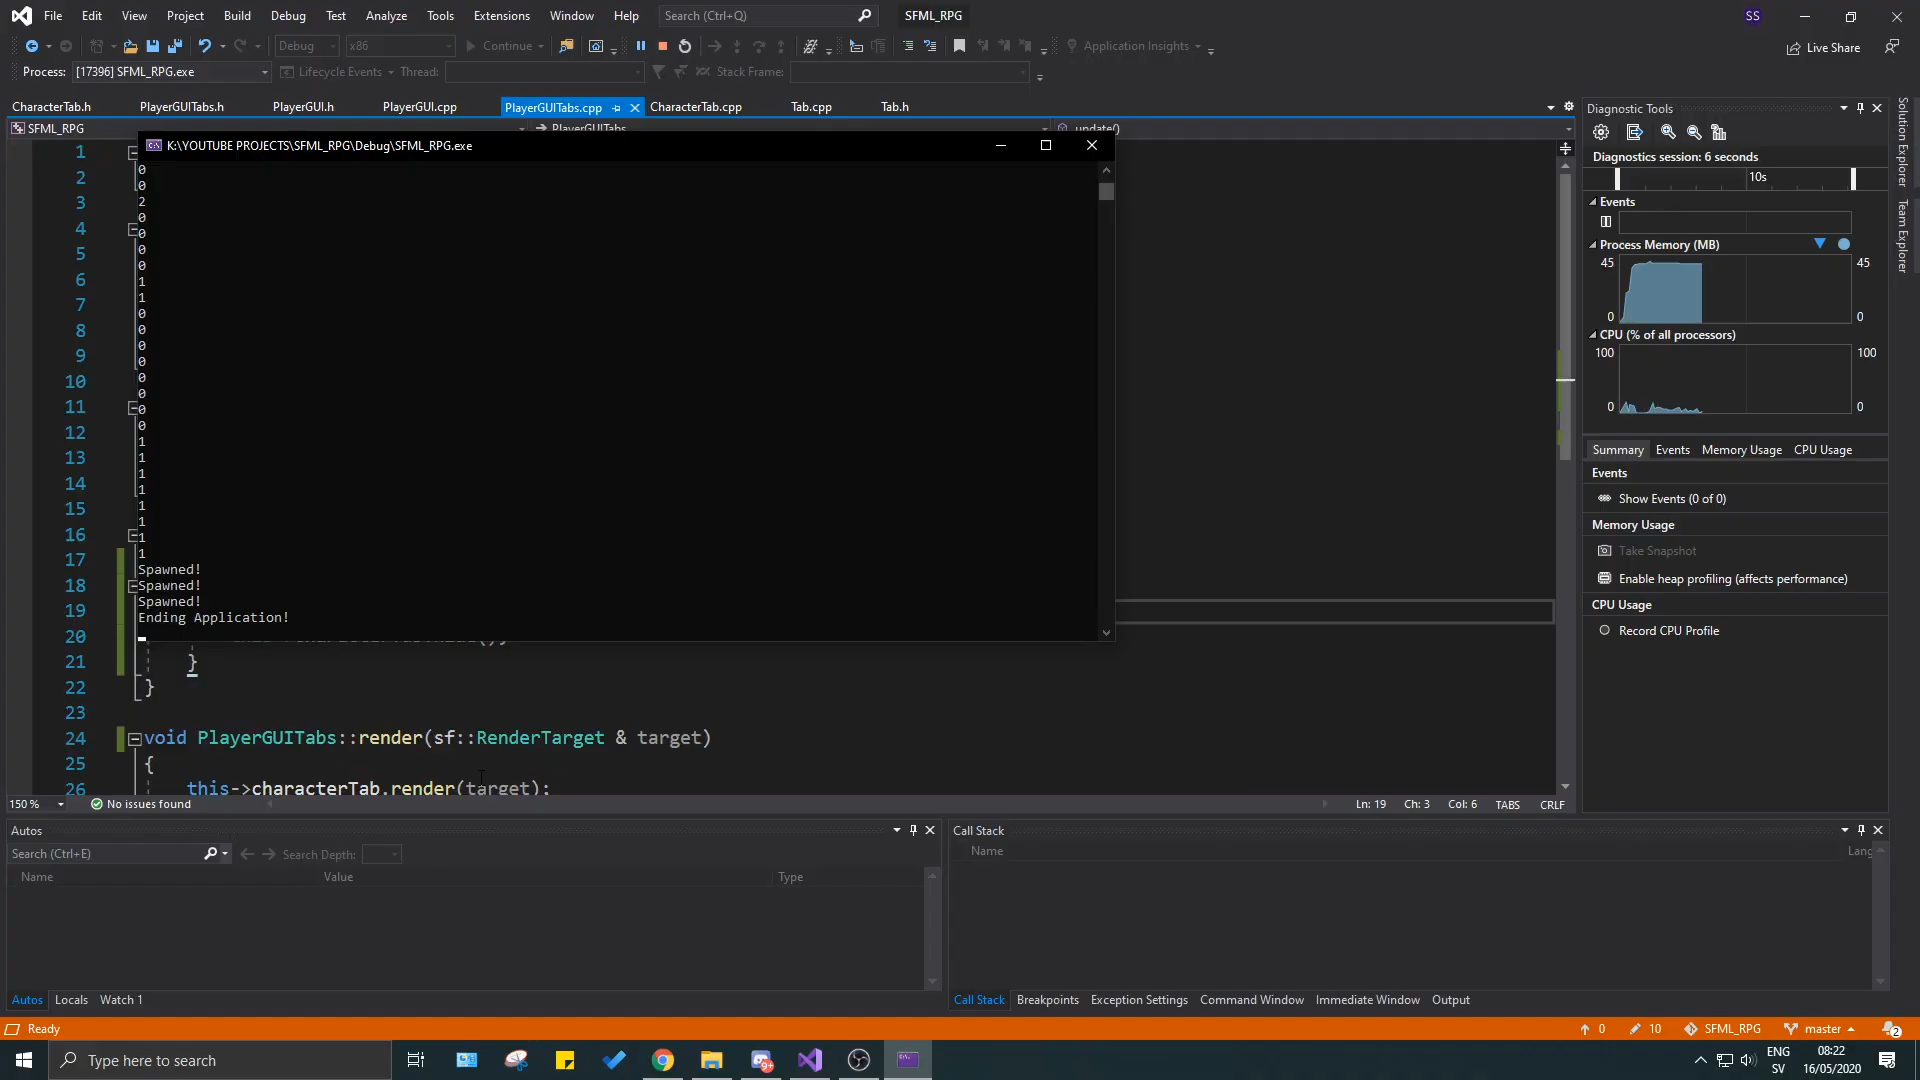 File Edit View Project Build Debug Test Analyze Tools Extensions Window Help Search (Ctrl+Q) SFML_RPG SS
Debug x86 Continue Application Insights Live Share
Process: [17396] SFML_RPG.exe Lifecycle Events Thread: Stack Frame:
CharacterTab.h PlayerGUITabs.h PlayerGUI.h PlayerGUI.cpp PlayerGUITabs.cpp CharacterTab.cpp Tab.cpp Tab.h
SFML_RPG PlayerGUITabs update()
K:\YOUTUBE PROJECTS\SFML_RPG\Debug\SFML_RPG.exe
0
0
2
0
0
0
0
1
1
0
0
0
0
0
0
0
0
1
1
1
1
1
1
1
1
Spawned!
Spawned!
Spawned!
Ending Application!
1
2
3
4
5
6
7
8
9
10
11
12
13
14
15
16
17
18
19
20
21 }
22 }
23
24 void PlayerGUITabs::render(sf::RenderTarget & target)
25 {
26 this->characterTab.render(target);
150 % No issues found Ln: 19 Ch: 3 Col: 6 TABS CRLF
Diagnostic Tools
Diagnostics session: 6 seconds
10s
Events
Process Memory (MB)
45 45
0 0
CPU (% of all processors)
100 100
0 0
Summary Events Memory Usage CPU Usage
Events
Show Events (0 of 0)
Memory Usage
Take Snapshot
Enable heap profiling (affects performance)
CPU Usage
Record CPU Profile
Solution Explorer
Team Explorer
Autos
Search (Ctrl+E) Search Depth:
Name Value Type
Autos Locals Watch 1
Call Stack
Name Lang
Call Stack Breakpoints Exception Settings Command Window Immediate Window Output
Ready 0 10 SFML_RPG master 2
Type here to search 9+ ENG SV 08:22 16/05/2020